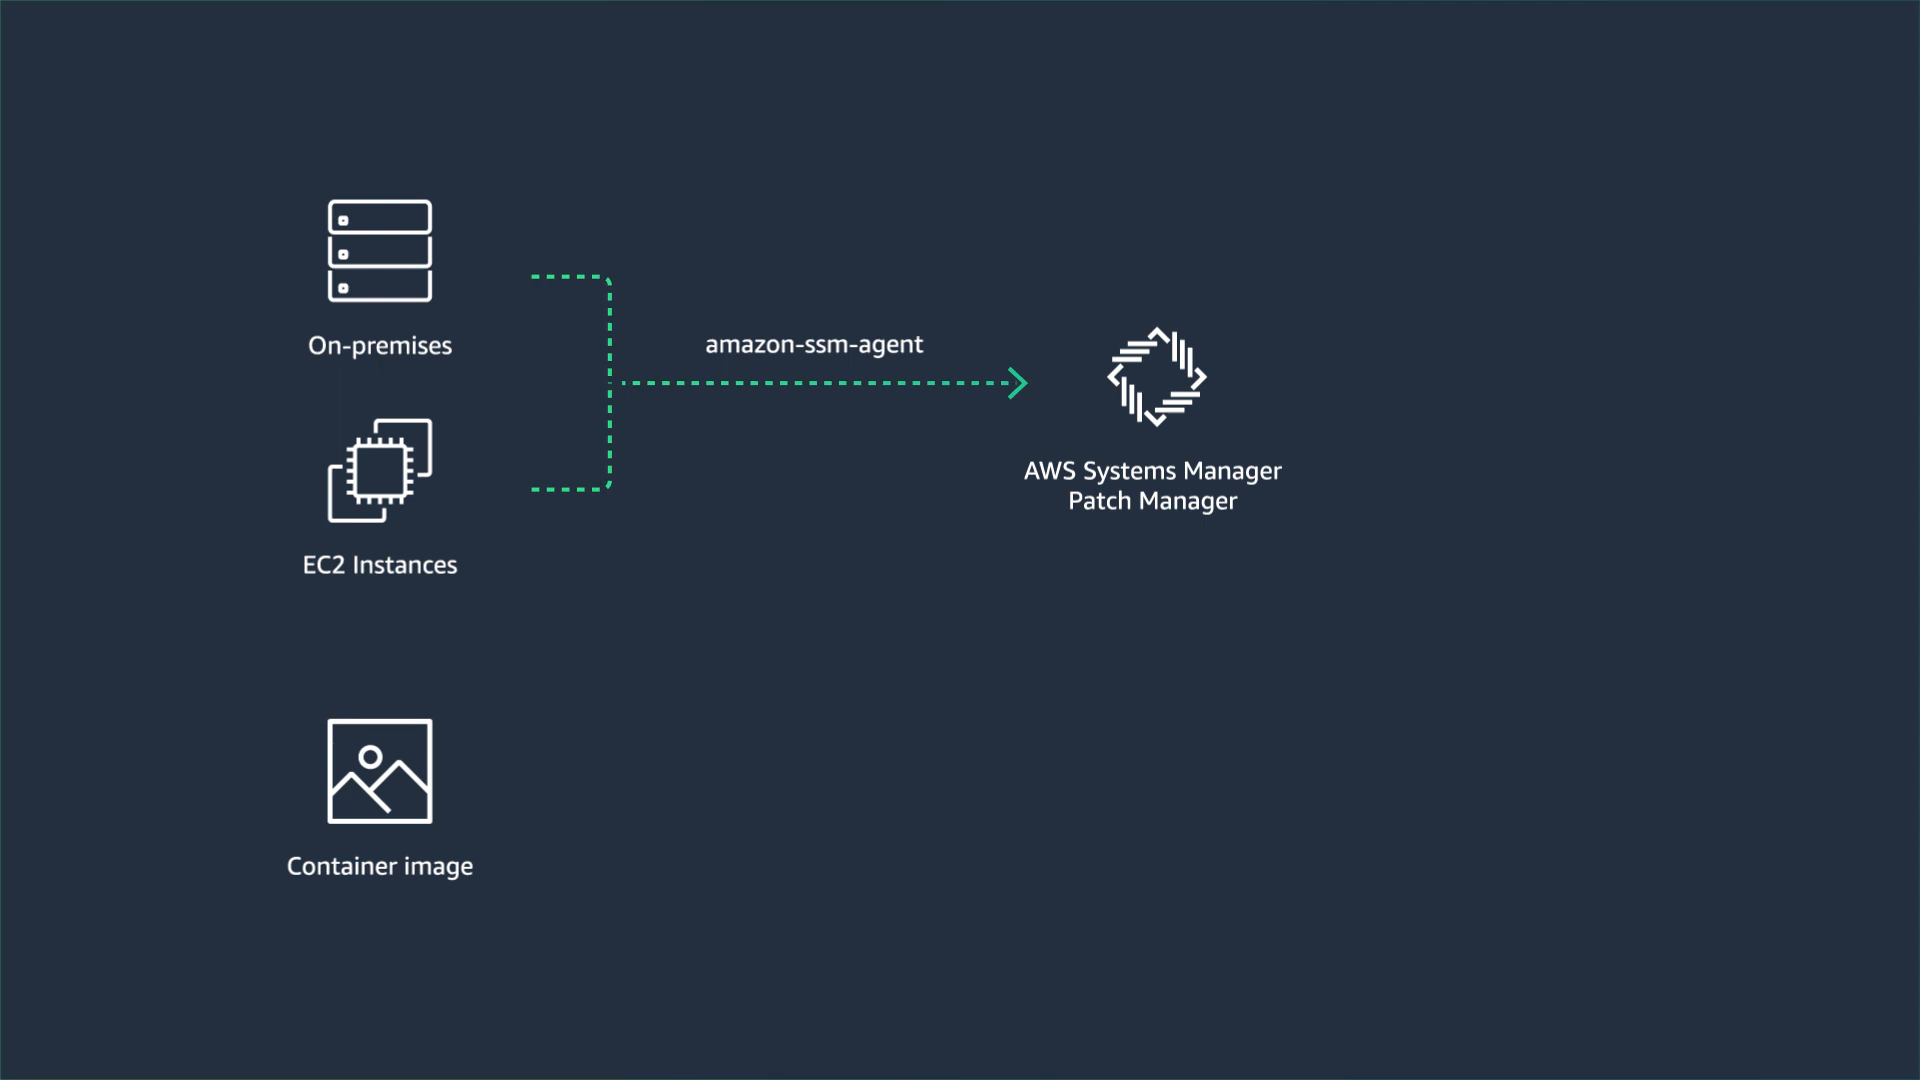 On-premises
amazon-ssm-agent
AWS Systems Manager
Patch Manager
EC2 Instances
Container image